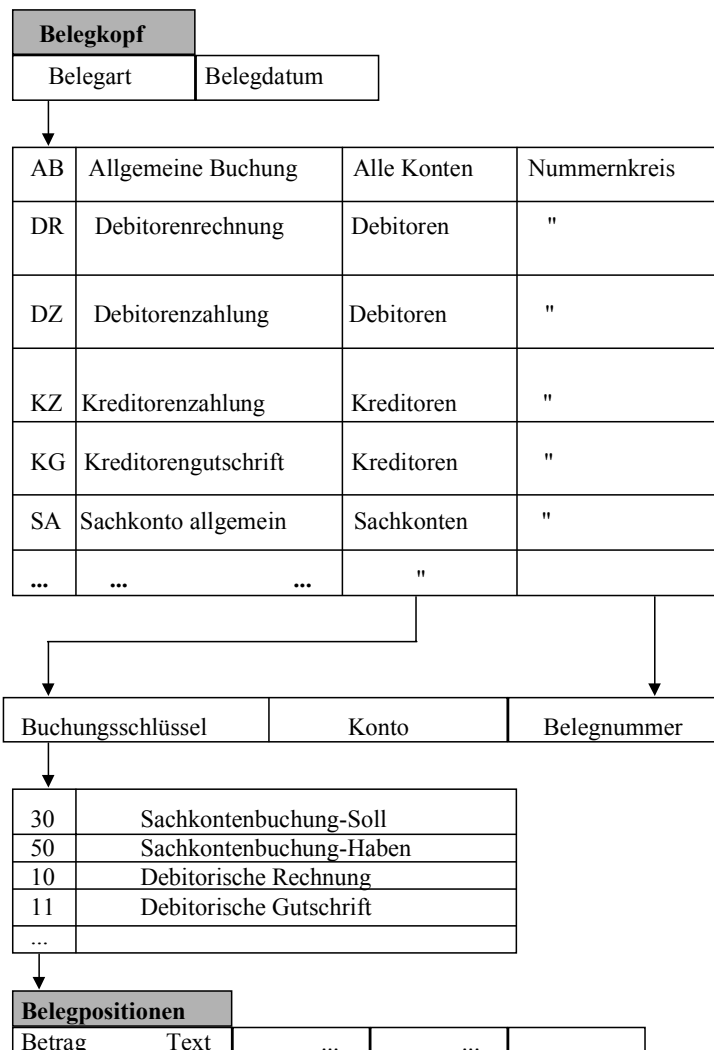 Belegkopf
Belegart Belegdatum
AB Allgemeine Buchung Alle Konten Nummernkreis
DR Debitorenrechnung Debitoren "
DZ Debitorenzahlung Debitoren "
KZ Kreditorenzahlung Kreditoren "
KG Kreditorengutschrift Kreditoren "
SA Sachkonto allgemein Sachkonten "
... ... ... "
Buchungsschlüssel Konto Belegnummer
30 Sachkontenbuchung-Soll
50 Sachkontenbuchung-Haben
10 Debitorische Rechnung
11 Debitorische Gutschrift
...
Belegpositionen
Betrag Text ... ...